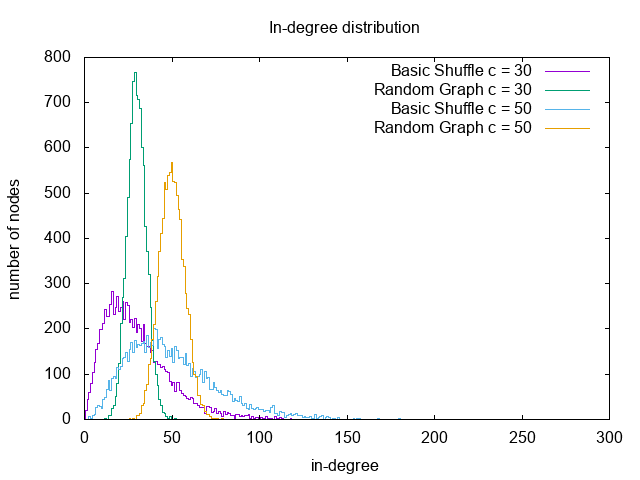 In-degree distribution
800
700
600
500
400
300
200
100
0
number of nodes
Basic Shuffle c = 30
Random Graph c = 30
Basic Shuffle c = 50
Random Graph c = 50
0 50 100 150 200 250 300
in-degree